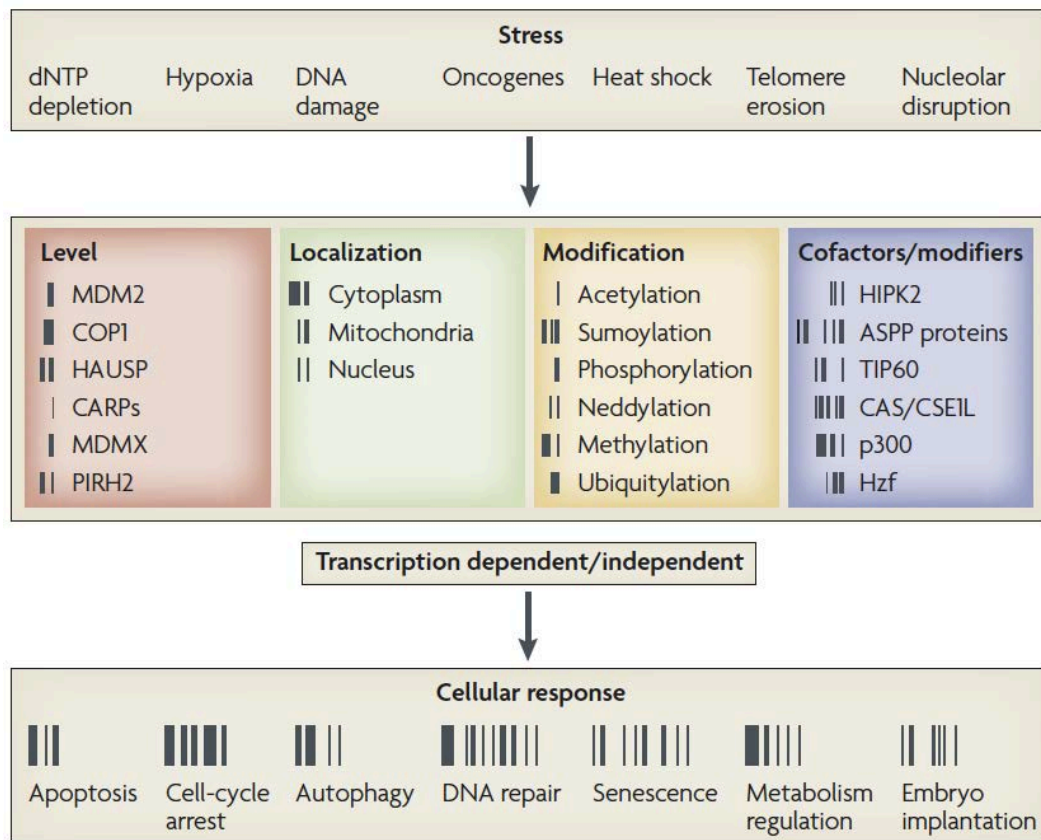 Stress
dNTP depletion
Hypoxia
DNA damage
Oncogenes
Heat shock
Telomere erosion
Nucleolar disruption
Level
MDM2
COP1
HAUSP
CARPs
MDMX
PIRH2
Localization
Cytoplasm
Mitochondria
Nucleus
Modification
Acetylation
Sumoylation
Phosphorylation
Neddylation
Methylation
Ubiquitylation
Cofactors/modifiers
HIPK2
ASPP proteins
TIP60
CAS/CSE1L
p300
Hzf
Transcription dependent/independent
Cellular response
Apoptosis
Cell-cycle arrest
Autophagy
DNA repair
Senescence
Metabolism regulation
Embryo implantation